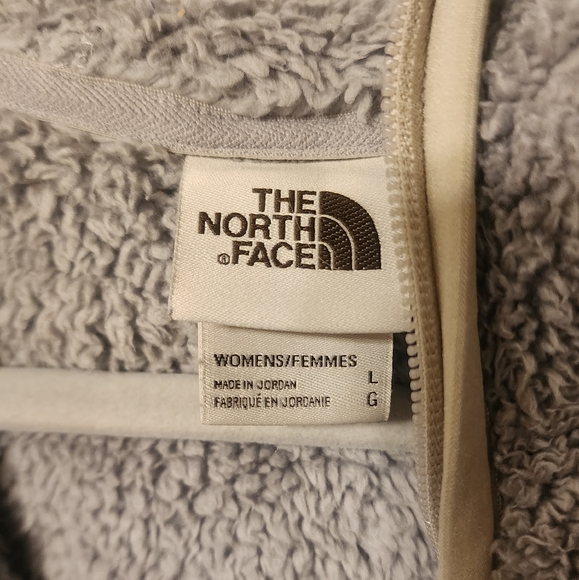 THE
NORTH
®FACE
WOMENS/FEMMES
MADE IN JORDAN L
FABRIQUÉ EN JORDANIE G